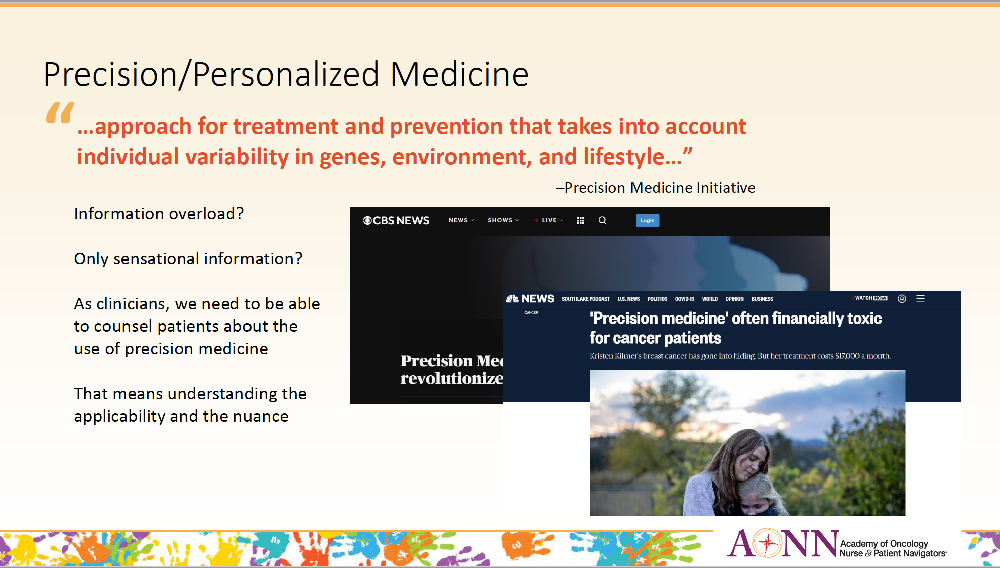 Precision/Personalized Medicine
“…approach for treatment and prevention that takes into account
individual variability in genes, environment, and lifestyle…”
–Precision Medicine Initiative
Information overload?
Only sensational information?
As clinicians, we need to be able
to counsel patients about the
use of precision medicine
That means understanding the
applicability and the nuance
CBS NEWS NEWS SHOWS LIVE Login
Precision Med
revolutionize
NEWS SOUTHLAKE PODCAST U.S. NEWS POLITICS COVID-19 WORLD OPINION BUSINESS WATCH NOW
CANCER
'Precision medicine' often financially toxic
for cancer patients
Kristen Kilmer's breast cancer has gone into hiding. But her treatment costs $17,000 a month.
AONN Academy of Oncology
Nurse & Patient Navigators